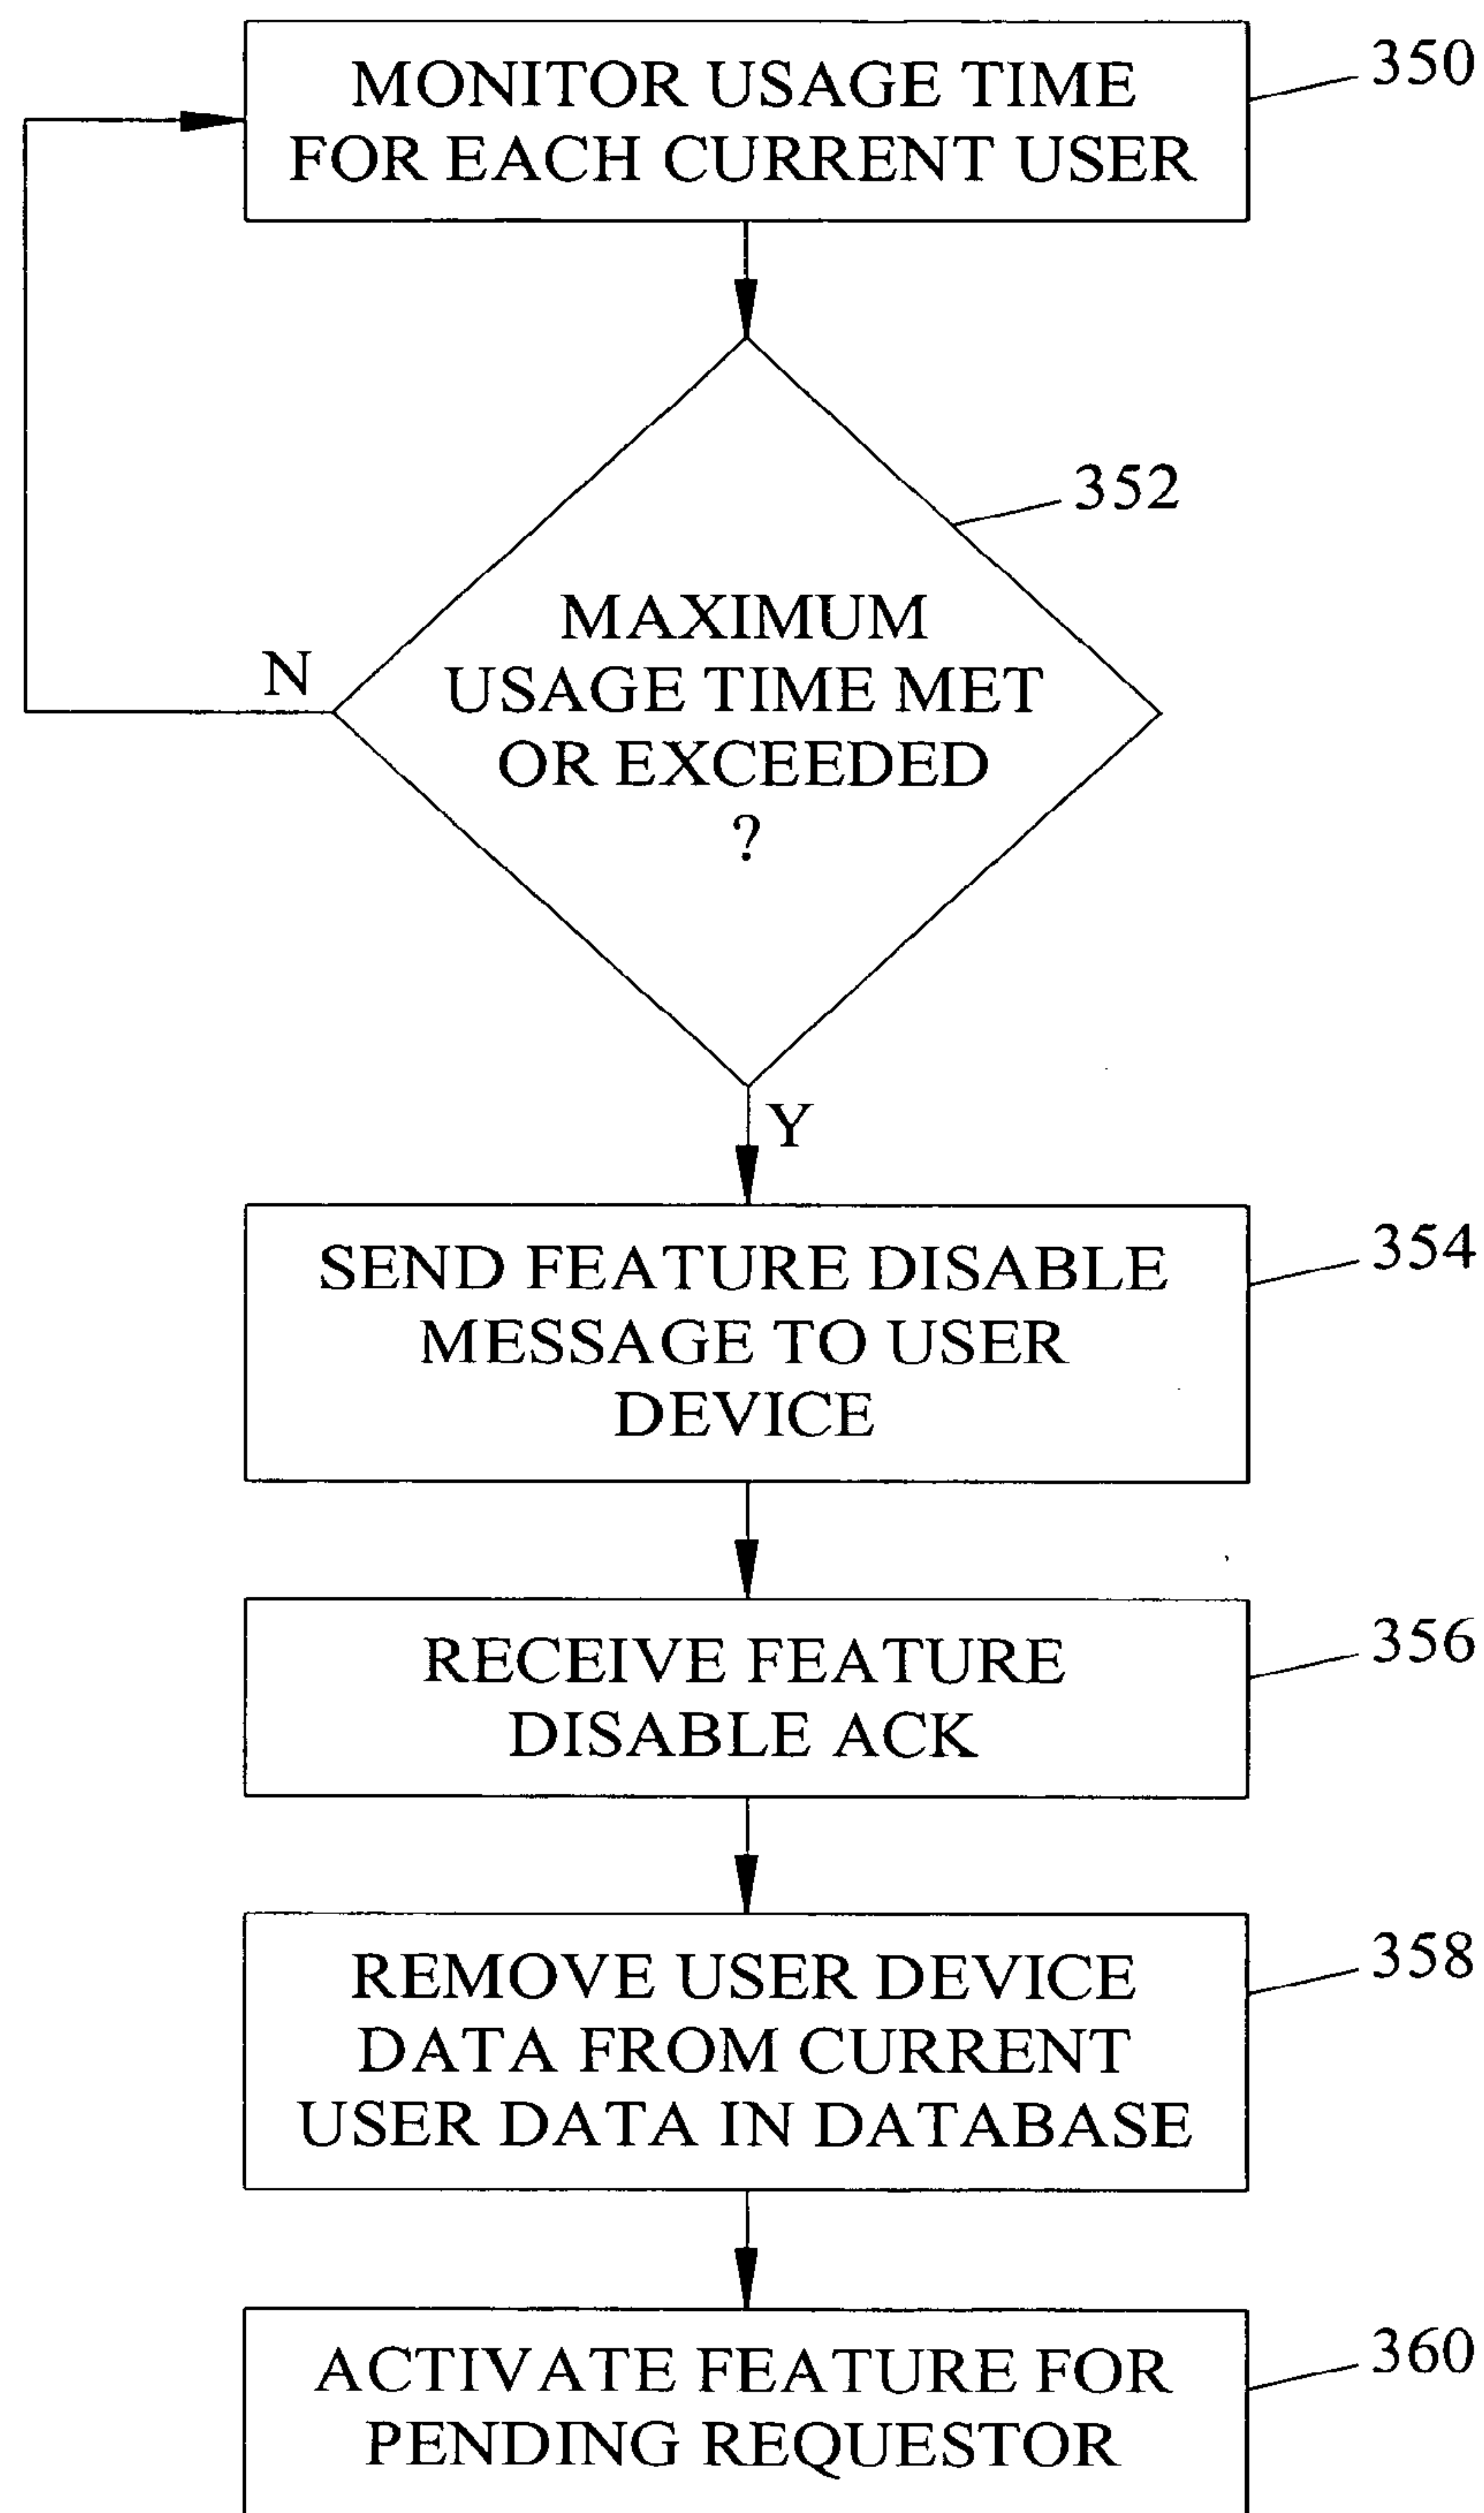 MONITOR USAGE TIME
FOR EACH CURRENT USER
350
352
MAXIMUM
USAGE TIME MET
OR EXCEEDED
?
N
Y
SEND FEATURE DISABLE
MESSAGE TO USER
DEVICE
354
RECEIVE FEATURE
DISABLE ACK
356
REMOVE USER DEVICE
DATA FROM CURRENT
USER DATA IN DATABASE
358
ACTIVATE FEATURE FOR
PENDING REQUESTOR
360